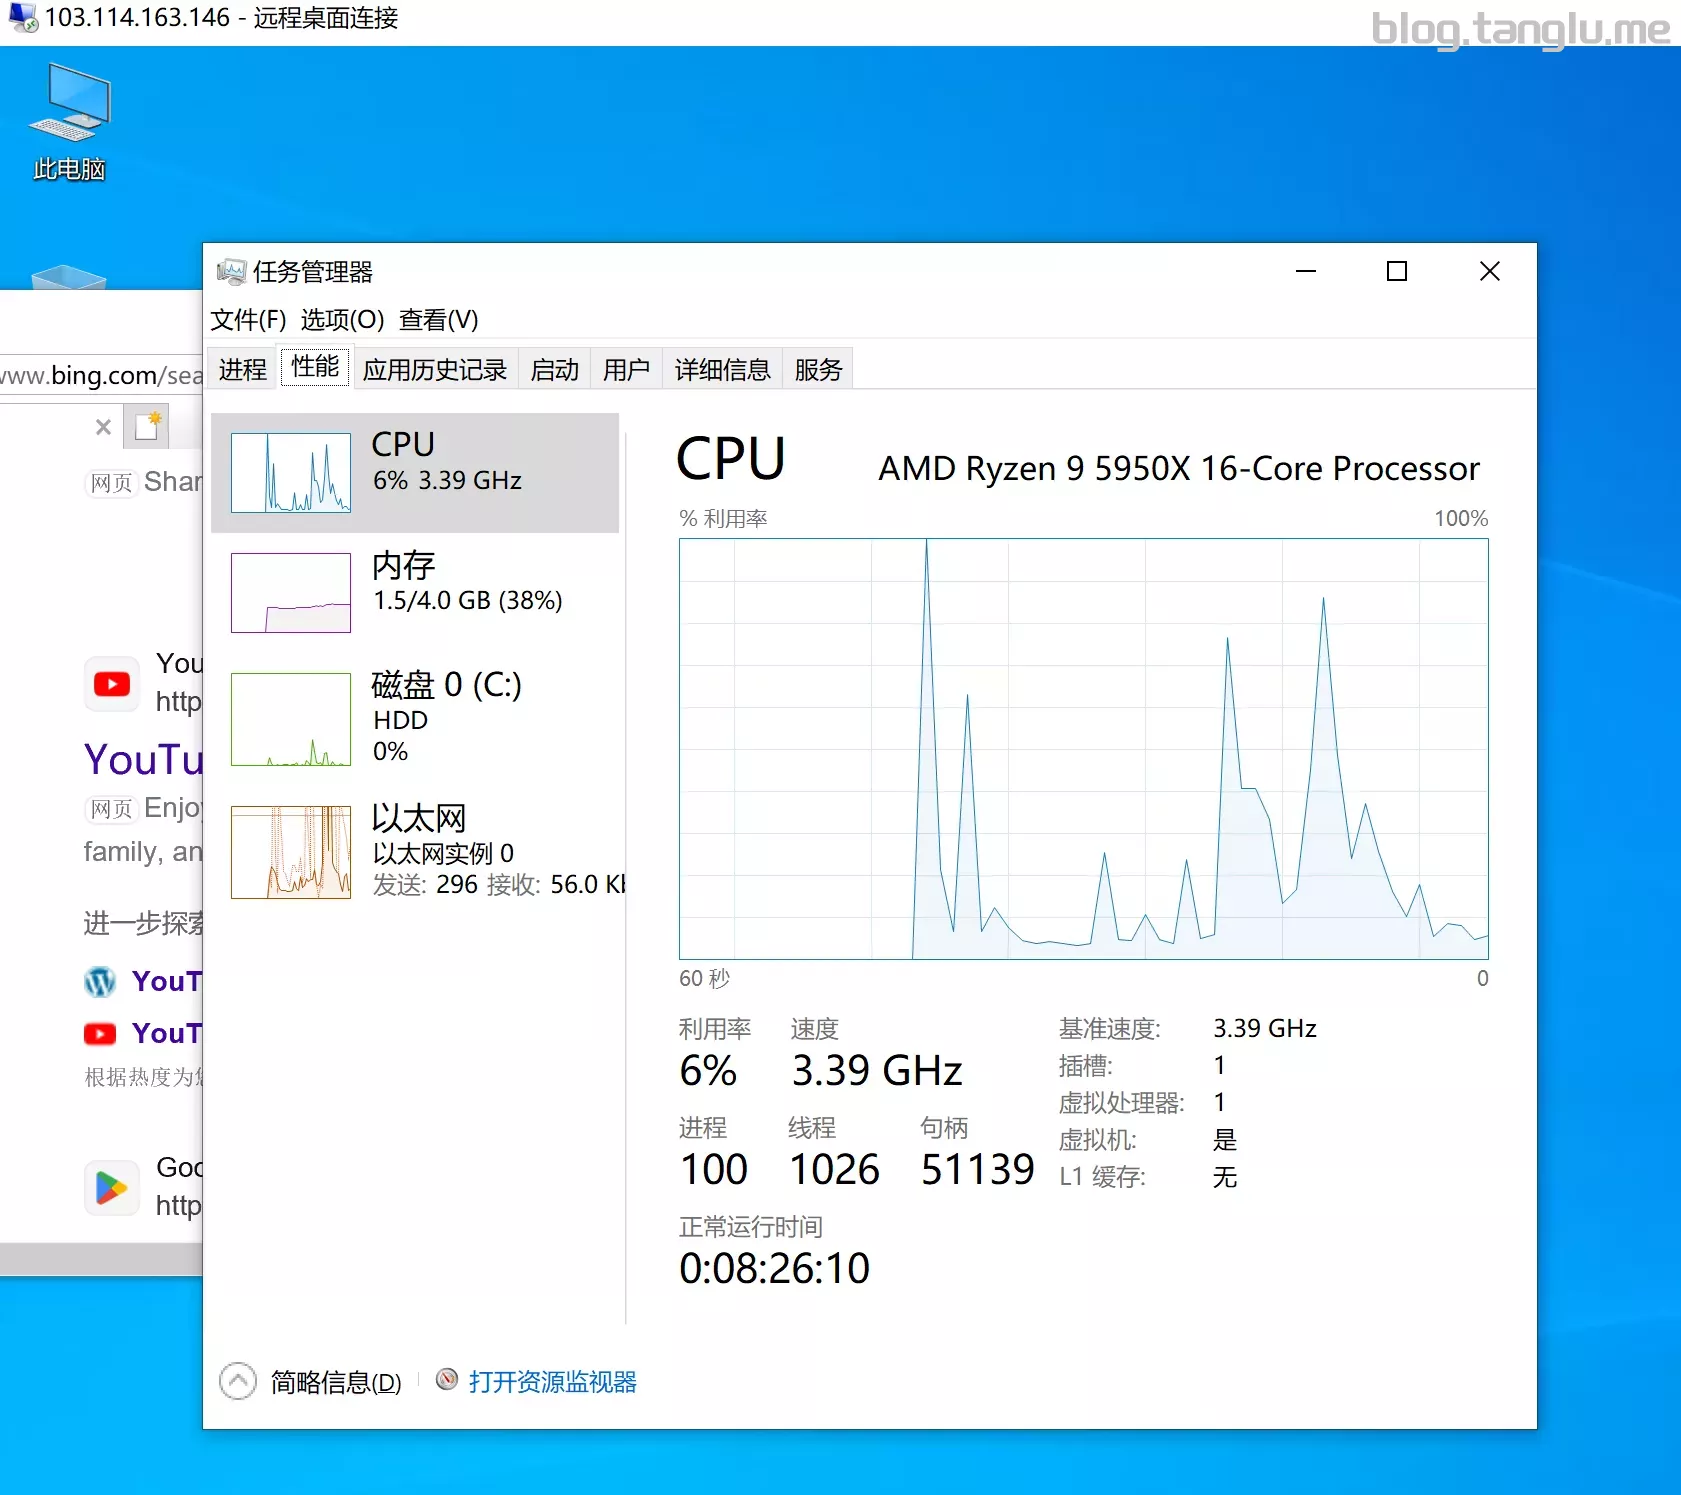 103.114.163.146 - 远程桌面连接
blog.tanglu.me
此电脑
www.bing.com/sea
网页 Shar
You
http
YouTu
网页 Enjoy
family, an
进一步探索
YouT
YouT
根据热度为您
Goo
http
任务管理器
文件(F) 选项(O) 查看(V)
进程 性能 应用历史记录 启动 用户 详细信息 服务
CPU
6% 3.39 GHz
内存
1.5/4.0 GB (38%)
磁盘 0 (C:)
HDD
0%
以太网
以太网实例 0
发送: 296 接收: 56.0 Kb
CPU AMD Ryzen 9 5950X 16-Core Processor
% 利用率 100%
60 秒 0
利用率 速度
6% 3.39 GHz
进程 线程 句柄
100 1026 51139
正常运行时间
0:08:26:10
基准速度: 3.39 GHz
插槽: 1
虚拟处理器: 1
虚拟机: 是
L1 缓存: 无
简略信息(D) 打开资源监视器